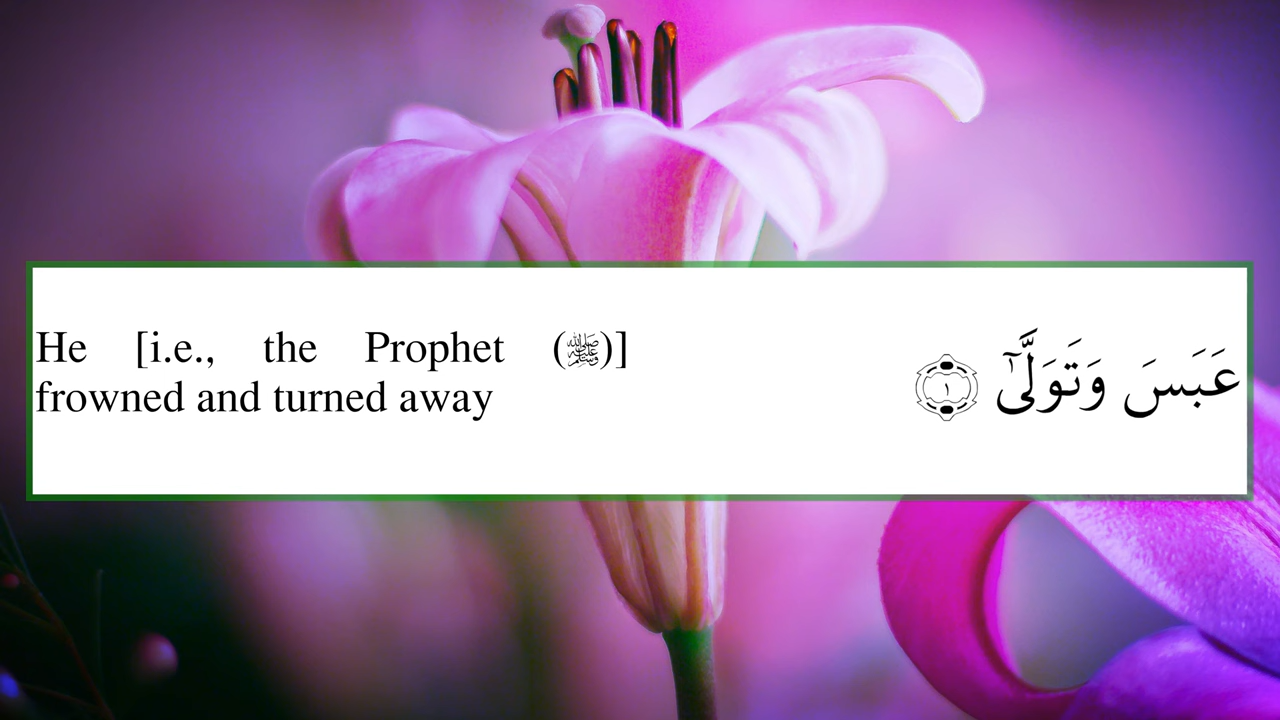 He [i.e., the Prophet (ﷺ)]
frowned and turned away
عَبَسَ وَتَوَلَّىٰٓ ١